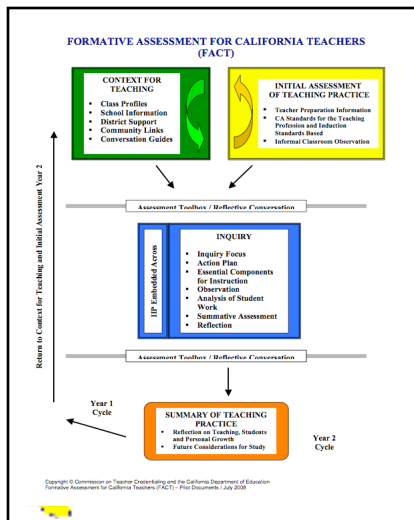 FORMATIVE ASSESSMENT FOR CALIFORNIA TEACHERS
(FACT)
CONTEXT FOR
TEACHING
Class Profiles
School Information
District Support
Community Links
Conversation Guides
INITIAL ASSESSMENT
OF TEACHING PRACTICE
Teacher Preparation Information
CA Standards for the Teaching
Profession and Induction
Standards Based
Informal Classroom Observation
Return to Context for Teaching and Initial Assessment Year 2
Assessment Toolbox / Reflective Conversation
IIP Embedded Across
INQUIRY
Inquiry Focus
Action Plan
Essential Components
for Instruction
Observation
Analysis of Student
Work
Summative Assessment
Reflection
Assessment Toolbox / Reflective Conversation
Year 1
Cycle
SUMMARY OF TEACHING
PRACTICE
Reflection on Teaching, Students
and Personal Growth
Future Considerations for Study
Year 2
Cycle
Copyright © Commission on Teacher Credentialing and the California Department of Education
Formative Assessment for California Teachers (FACT) – Pilot Documents / July 2008